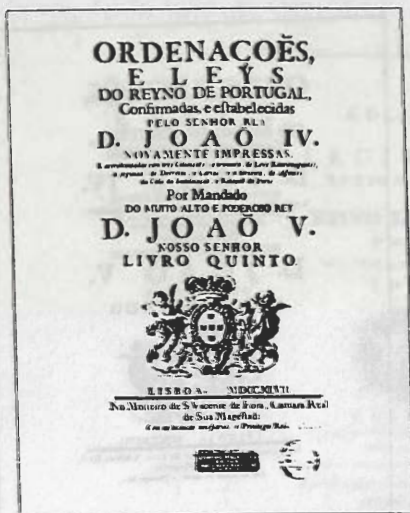 ORDENAÇOẼS,
E LEYS
DO REYNO DE PORTUGAL,
Confirmadas, e estabelecidas
PELO SENHOR REY
D. JOAÕ IV.
NOVAMENTE IMPRESSAS,
Por Mandado
DO MUITO ALTO E PODEROSO REY
D. JOAÕ V.
NOSSO SENHOR
LIVRO QUINTO.
LISBOA,
No Mosteiro de S. Vicente de Fora, Camara Real
de Sua Magestade